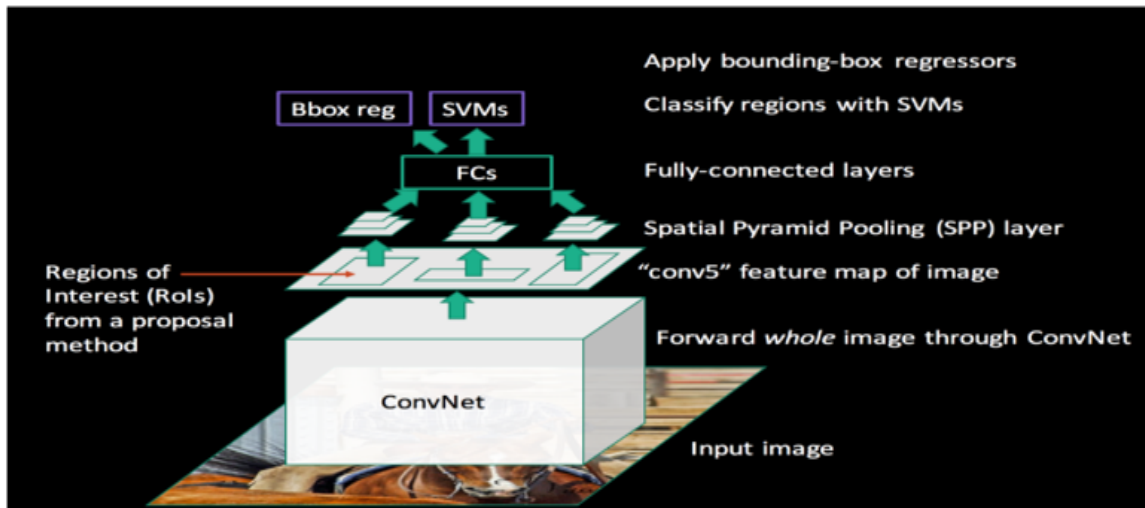 Apply bounding-box regressors
Bbox reg
SVMs
Classify regions with SVMs
FCs
Fully-connected layers
Spatial Pyramid Pooling (SPP) layer
Regions of
Interest (RoIs)
from a proposal
method
“conv5” feature map of image
Forward whole image through ConvNet
ConvNet
Input image